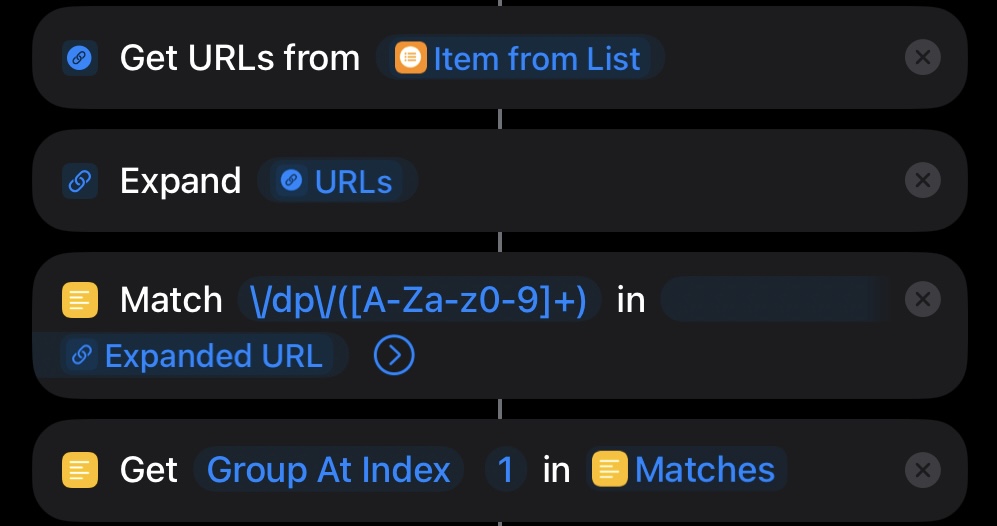 Get URLs from Item from List
Expand URLs
Match \/dp\/([A-Za-z0-9]+) in
Expanded URL
Get Group At Index 1 in Matches